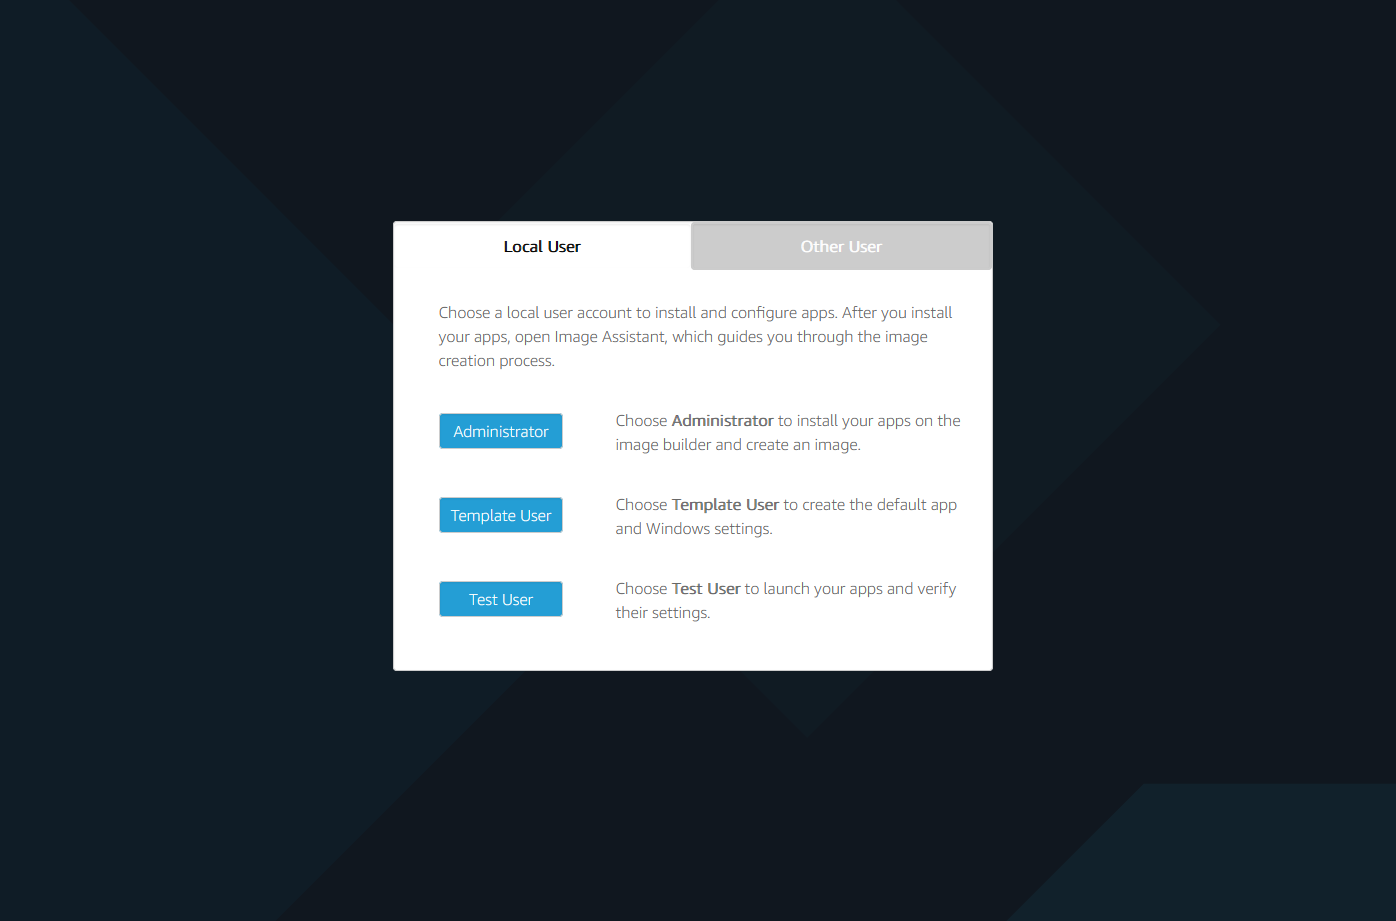 Local User
Other User
Choose a local user account to install and configure apps. After you install
your apps, open Image Assistant, which guides you through the image
creation process.
Administrator
Choose Administrator to install your apps on the
image builder and create an image.
Template User
Choose Template User to create the default app
and Windows settings.
Test User
Choose Test User to launch your apps and verify
their settings.